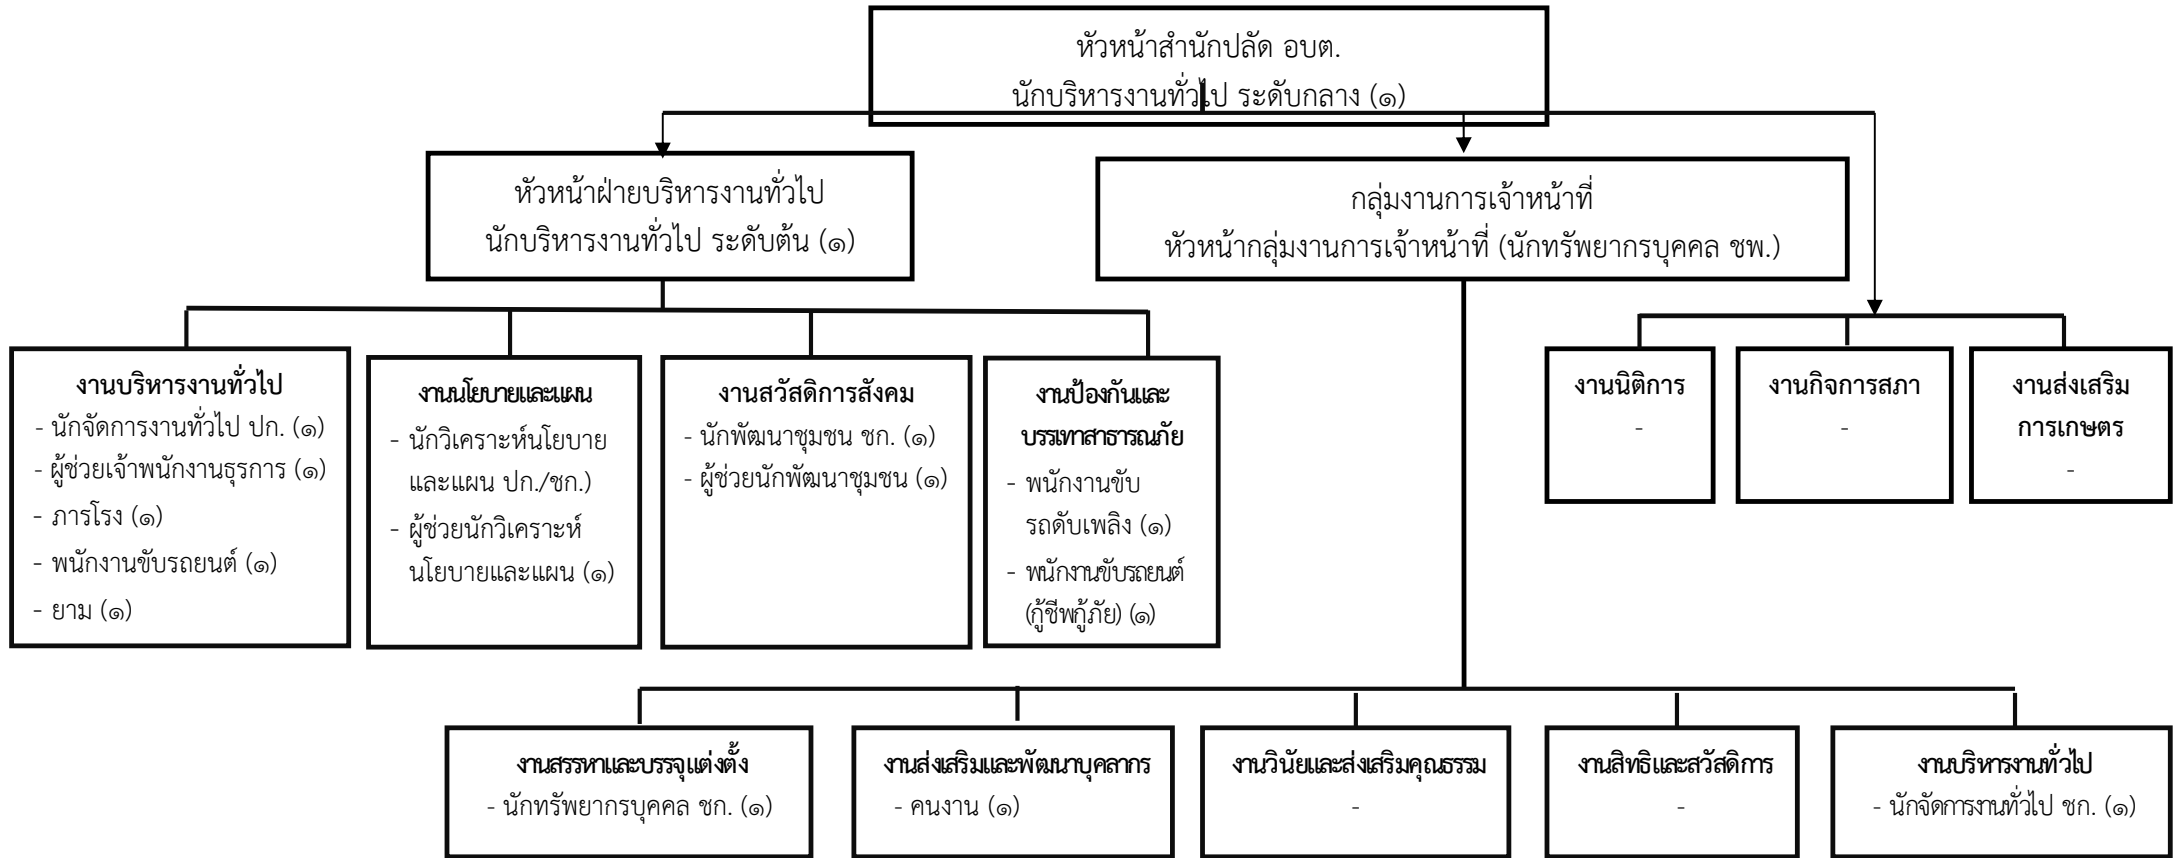 หัวหน้าสำนักปลัด อบต.
นักบริหารงานทั่วไป ระดับกลาง (๑)
หัวหน้าฝ่ายบริหารงานทั่วไป
นักบริหารงานทั่วไป ระดับต้น (๑)
กลุ่มงานการเจ้าหน้าที่
หัวหน้ากลุ่มงานการเจ้าหน้าที่ (นักทรัพยากรบุคคล ชพ.)
งานบริหารงานทั่วไป
- นักจัดการงานทั่วไป ปก. (๑)
- ผู้ช่วยเจ้าพนักงานธุรการ (๑)
- ภารโรง (๑)
- พนักงานขับรถยนต์ (๑)
- ยาม (๑)
งานนโยบายและแผน
- นักวิเคราะห์นโยบาย
และแผน ปก./ชก.)
- ผู้ช่วยนักวิเคราะห์
นโยบายและแผน (๑)
งานสวัสดิการสังคม
- นักพัฒนาชุมชน ชก. (๑)
- ผู้ช่วยนักพัฒนาชุมชน (๑)
งานป้องกันและ
บรรเทาสาธารณภัย
- พนักงานขับ
รถดับเพลิง (๑)
- พนักงานขับรถยนต์
(กู้ชีพกู้ภัย) (๑)
งานนิติการ
-
งานกิจการสภา
-
งานส่งเสริม
การเกษตร
-
งานสรรหาและบรรจุแต่งตั้ง
- นักทรัพยากรบุคคล ชก. (๑)
งานส่งเสริมและพัฒนาบุคลากร
- คนงาน (๑)
งานวินัยและส่งเสริมคุณธรรม
-
งานสิทธิและสวัสดิการ
-
งานบริหารงานทั่วไป
- นักจัดการงานทั่วไป ชก. (๑)